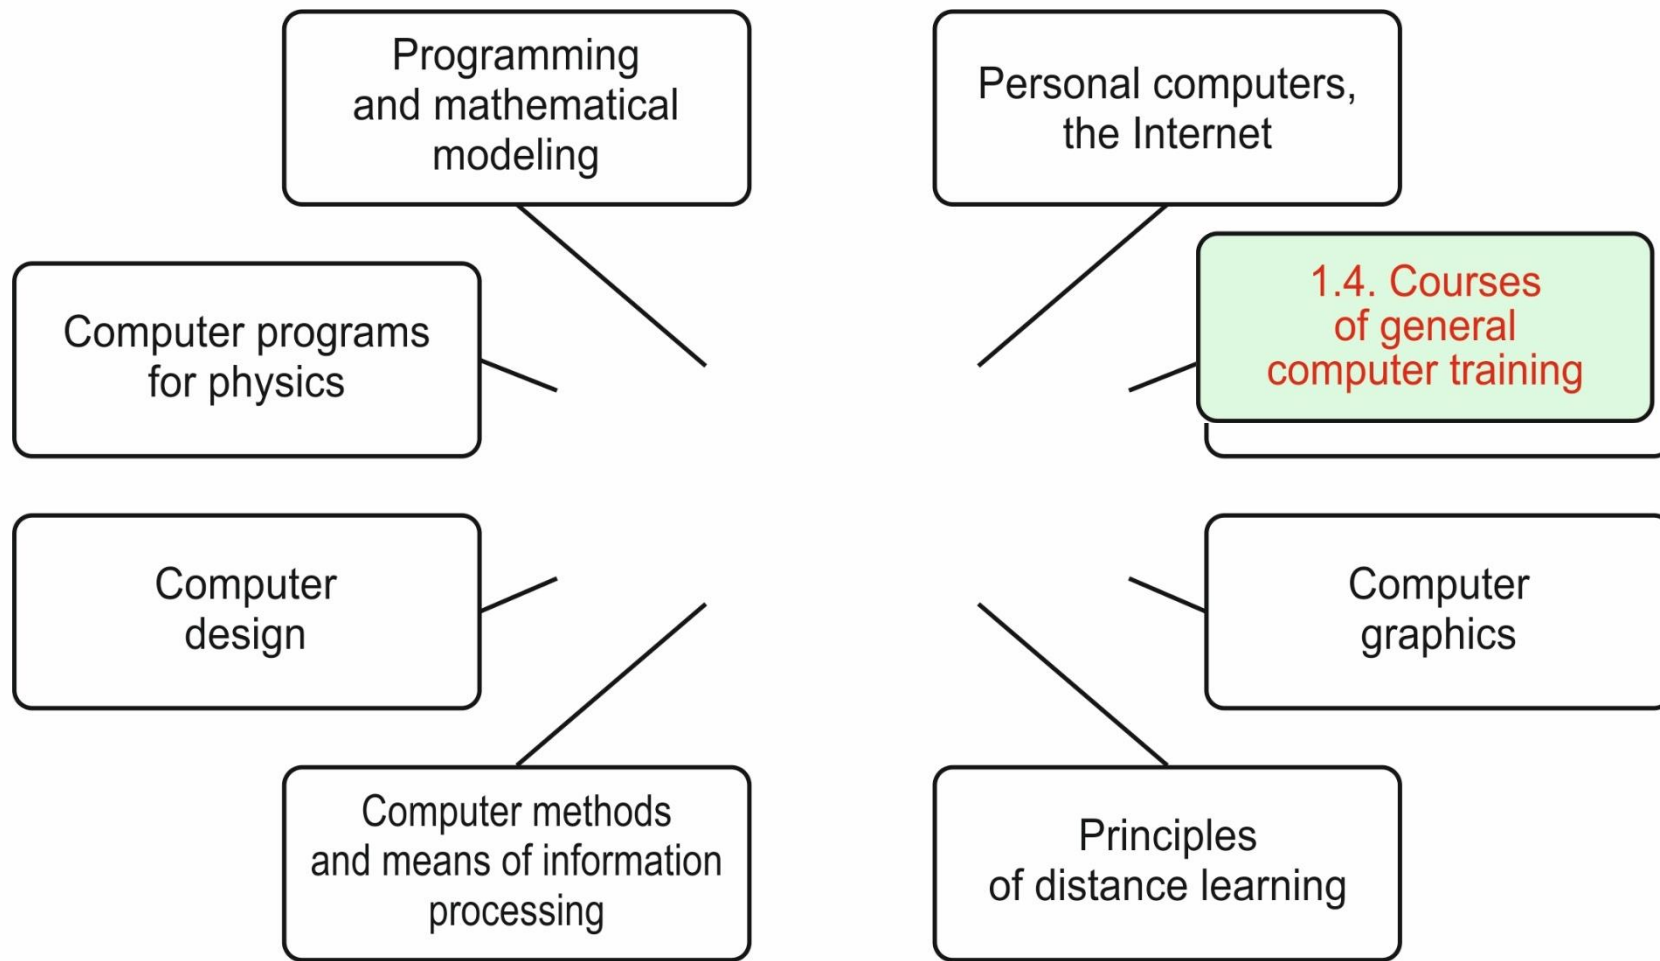 Programming
and mathematical
modeling
Personal computers,
the Internet
Computer programs
for physics
1.4. Courses
of general
computer training
Computer
design
Computer
graphics
Computer methods
and means of information
processing
Principles
of distance learning